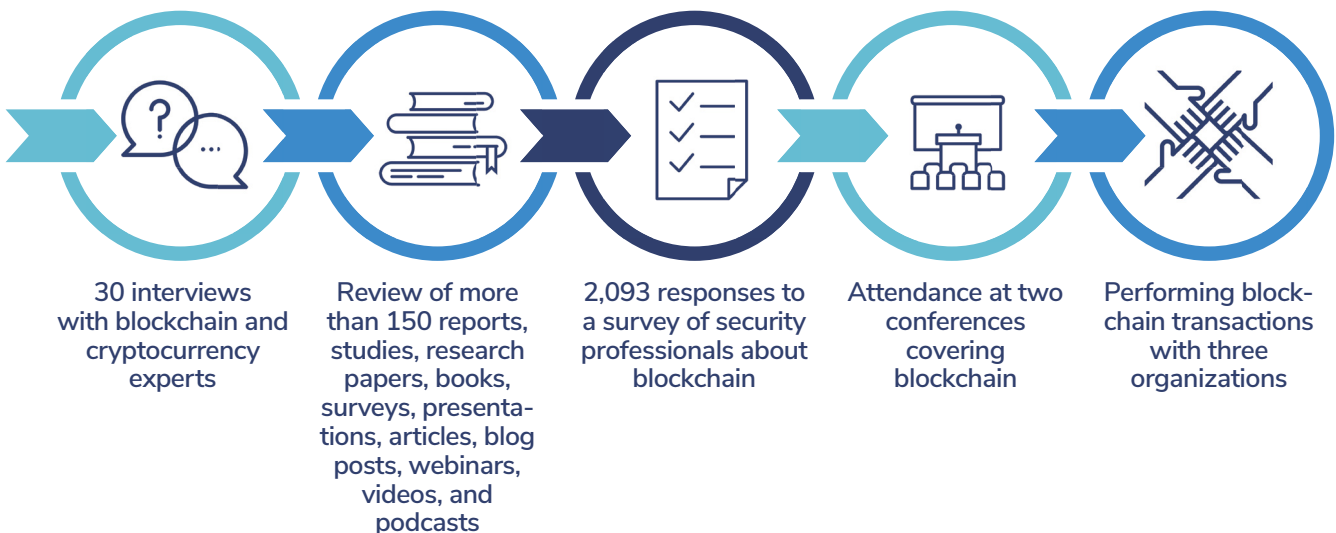 ?
...
30 interviews
with blockchain and
cryptocurrency
experts
Review of more
than 150 reports,
studies, research
papers, books,
surveys, presenta-
tions, articles, blog
posts, webinars,
videos, and
podcasts
2,093 responses to
a survey of security
professionals about
blockchain
Attendance at two
conferences
covering
blockchain
Performing block-
chain transactions
with three
organizations